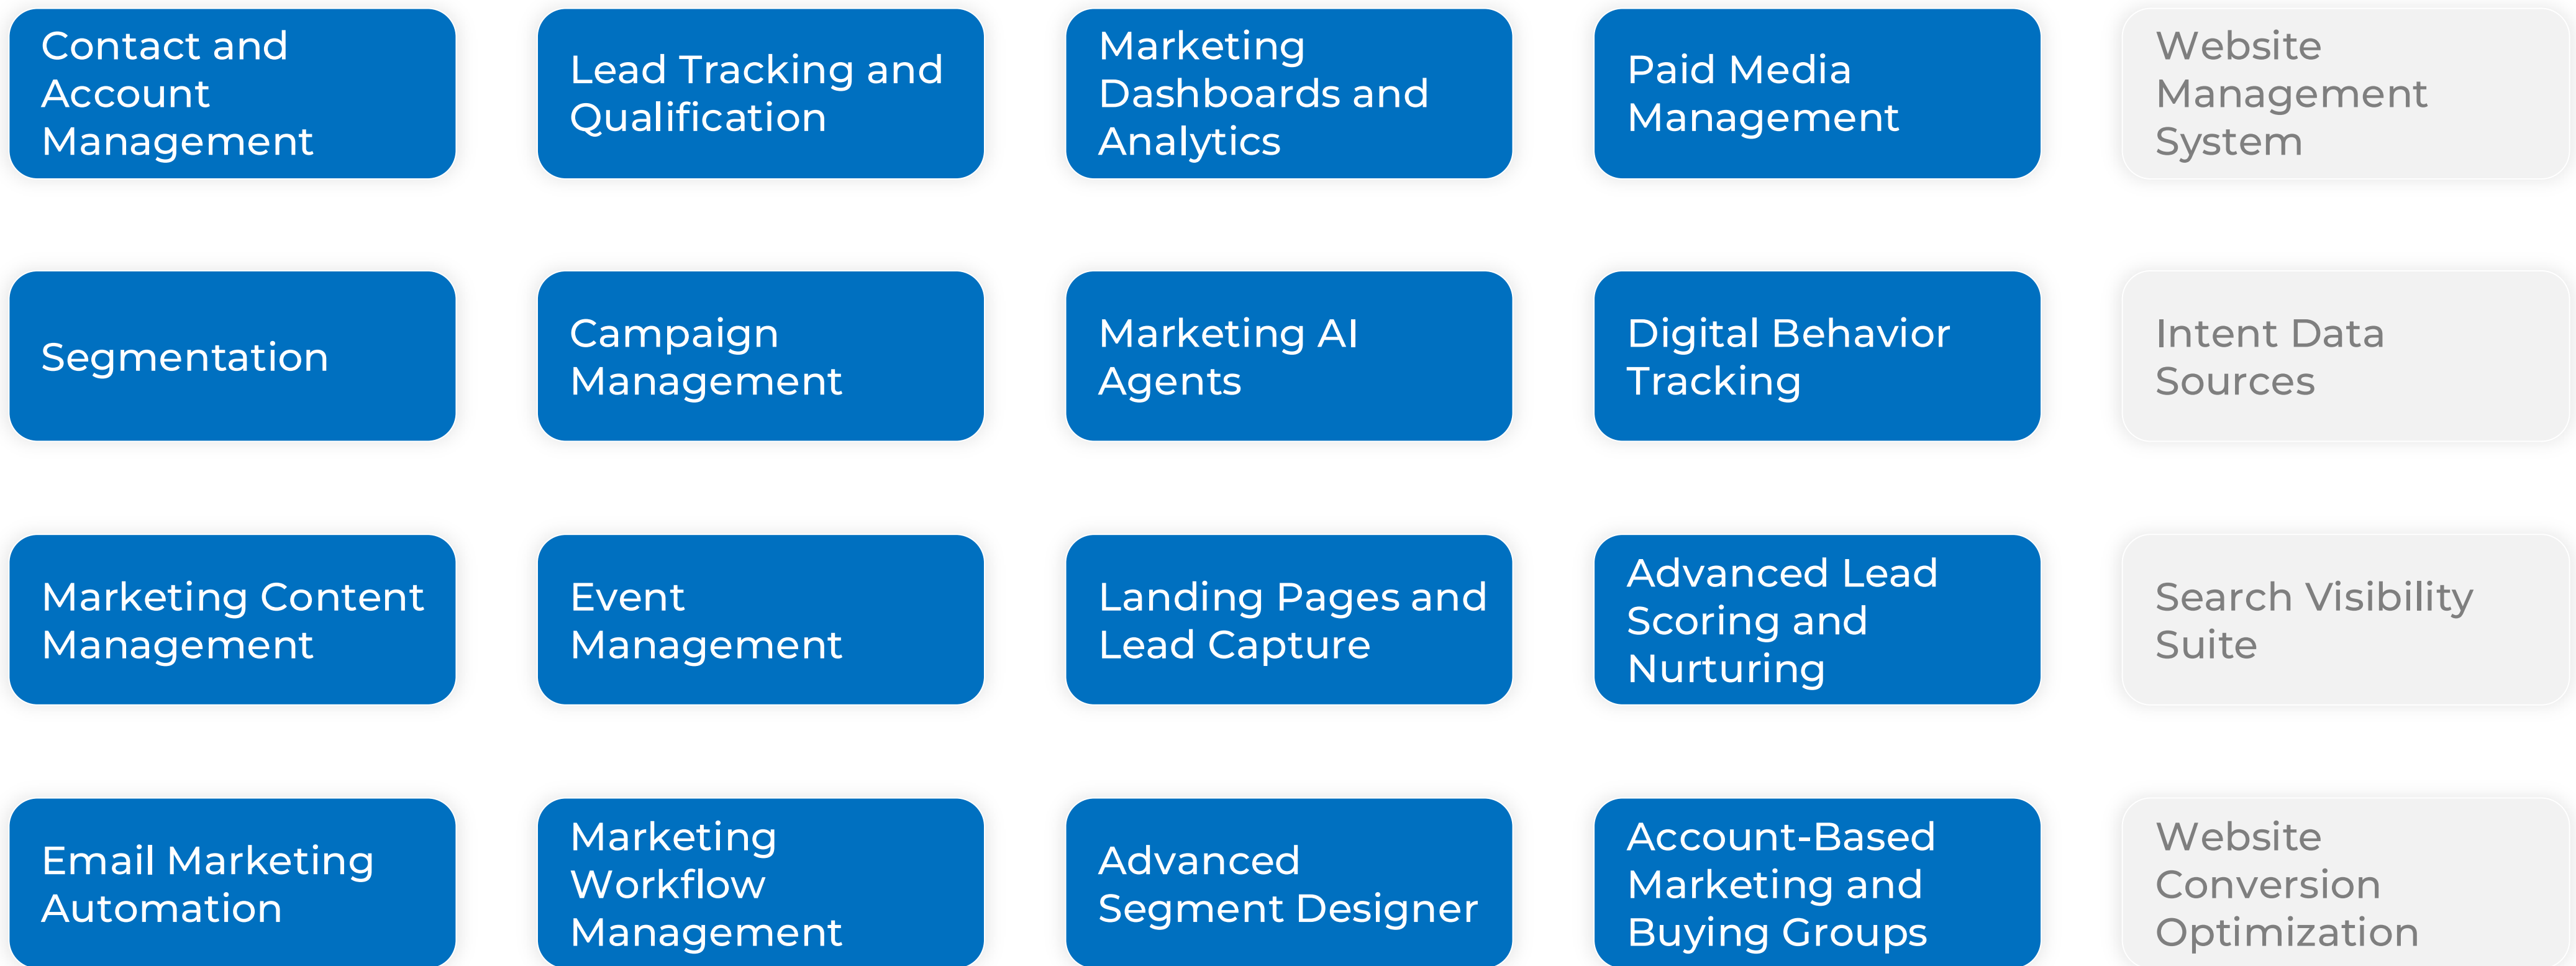 Contact and
Account
Management
Lead Tracking and
Qualification
Marketing
Dashboards and
Analytics
Paid Media
Management
Website
Management
System
Segmentation
Campaign
Management
Marketing AI
Agents
Digital Behavior
Tracking
Intent Data
Sources
Marketing Content
Management
Event
Management
Landing Pages and
Lead Capture
Advanced Lead
Scoring and
Nurturing
Search Visibility
Suite
Email Marketing
Automation
Marketing
Workflow
Management
Advanced
Segment Designer
Account-Based
Marketing and
Buying Groups
Website
Conversion
Optimization